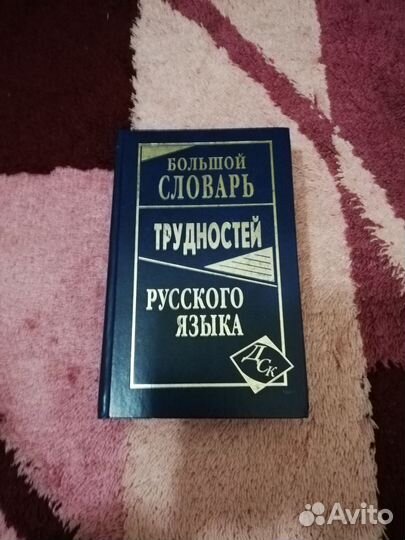 БОЛЬШОЙ
СЛОВАРЬ
ТРУДНОСТЕЙ
РУССКОГО
ЯЗЫКА
ДСК
Avito